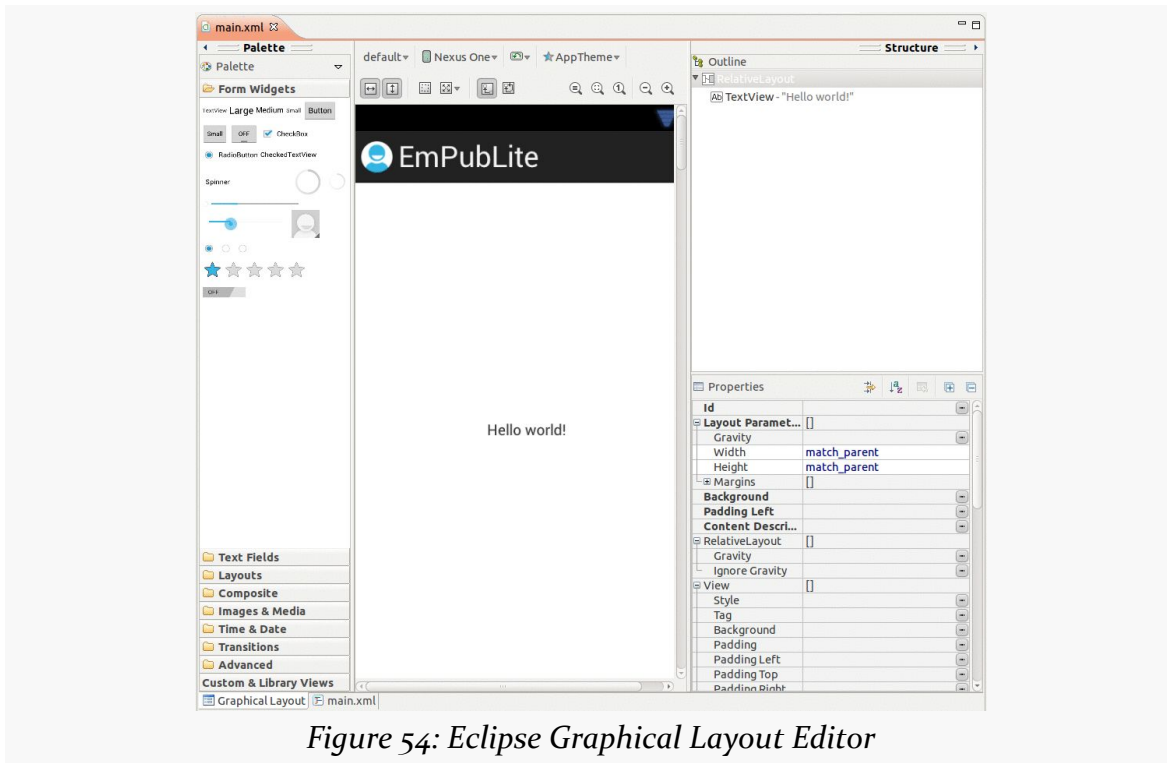 main.xml
Palette
Palette
Form Widgets
TextView Large Medium Small Button
Small OFF CheckBox
RadioButton CheckedTextView
Spinner
OFF
Text Fields
Layouts
Composite
Images & Media
Time & Date
Transitions
Advanced
Custom & Library Views
Graphical Layout main.xml
default Nexus One AppTheme
EmPubLite
Hello world!
Structure
Outline
RelativeLayout
Ab TextView - "Hello world!"
Properties
Id
Layout Paramet... []
Gravity
Width match_parent
Height match_parent
Margins []
Background
Padding Left
Content Descri...
RelativeLayout []
Gravity
Ignore Gravity
View []
Style
Tag
Background
Padding
Padding Left
Padding Top
Padding Right
Figure 54: Eclipse Graphical Layout Editor